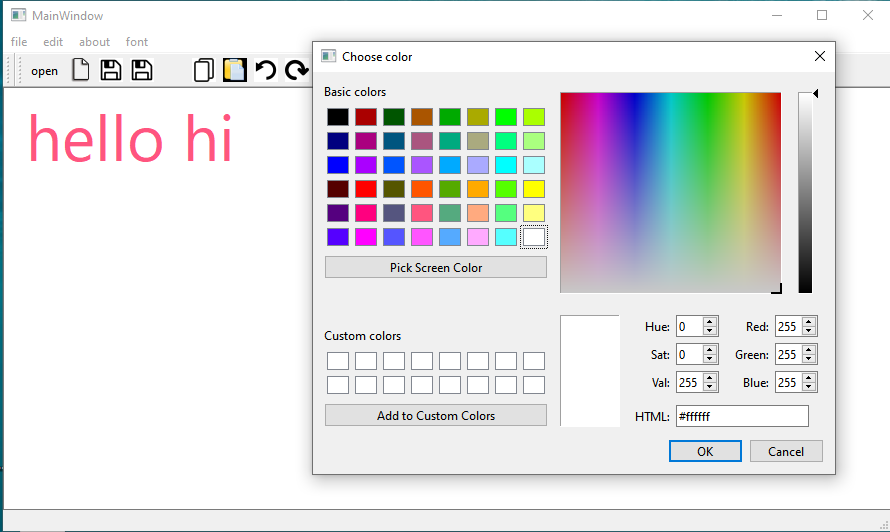 MainWindow
file edit about font
open
hello hi
Choose color
Basic colors
Pick Screen Color
Custom colors
Add to Custom Colors
Hue: 0 Red: 255
Sat: 0 Green: 255
Val: 255 Blue: 255
HTML: #ffffff
OK Cancel